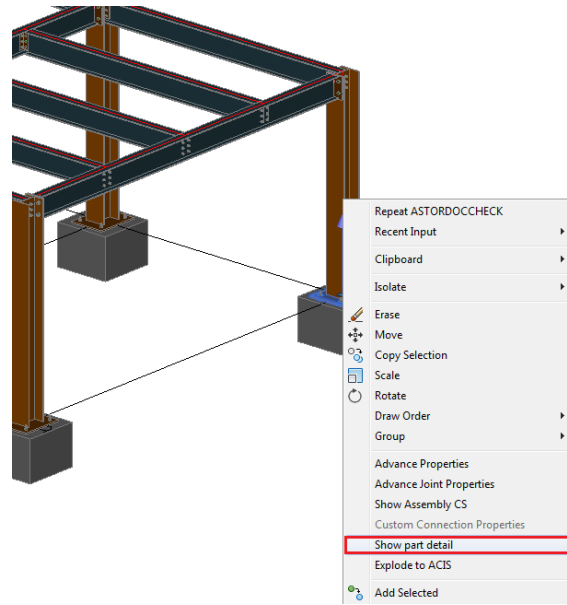 Repeat ASTORDOCCHECK
Recent Input
Clipboard
Isolate
Erase
Move
Copy Selection
Scale
Rotate
Draw Order
Group
Advance Properties
Advance Joint Properties
Show Assembly CS
Custom Connection Properties
Show part detail
Explode to ACIS
Add Selected